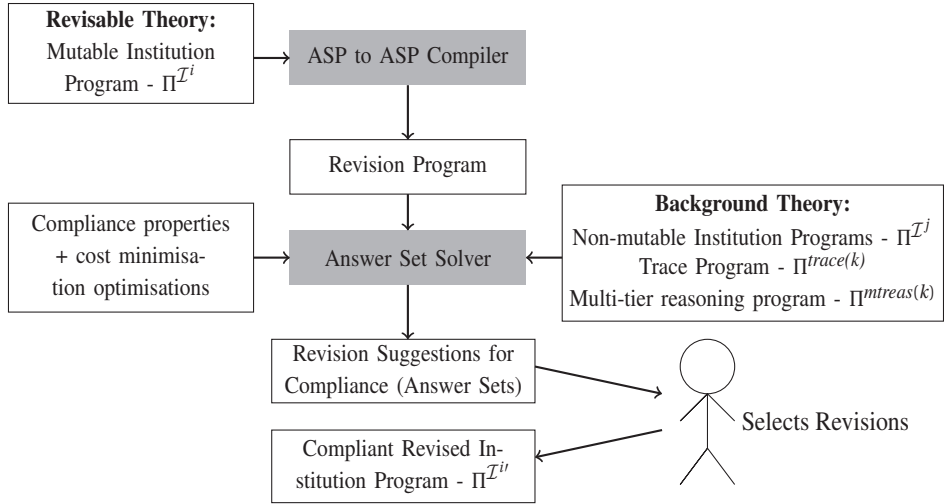 Revisable Theory:
Mutable Institution
Program - Π^ℐ^i
ASP to ASP Compiler
Revision Program
Compliance properties
+ cost minimisa-
tion optimisations
Answer Set Solver
Background Theory:
Non-mutable Institution Programs - Π^ℐ^j
Trace Program - Π^trace(k)
Multi-tier reasoning program - Π^mtreas(k)
Revision Suggestions for
Compliance (Answer Sets)
Selects Revisions
Compliant Revised In-
stitution Program - Π^ℐ^i′